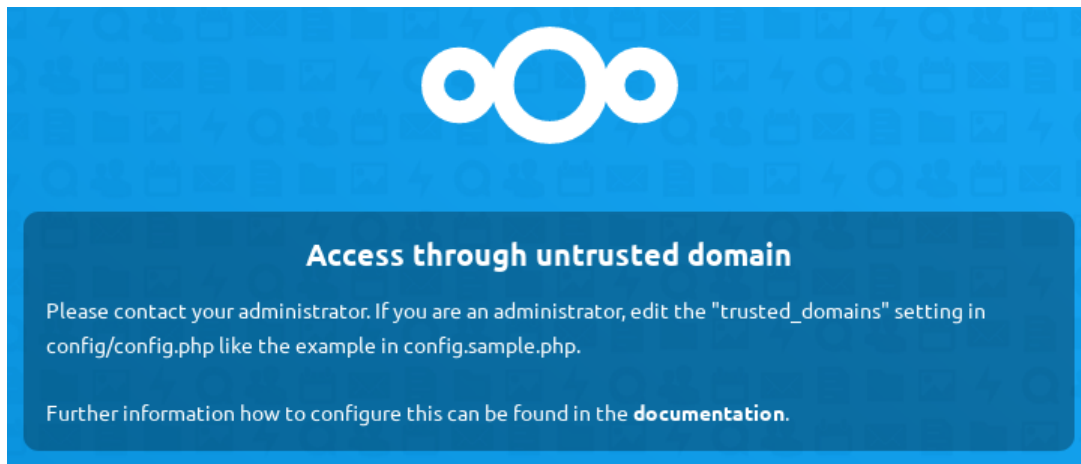 Access through untrusted domain
Please contact your administrator. If you are an administrator, edit the "trusted_domains" setting in
config/config.php like the example in config.sample.php.
Further information how to configure this can be found in the documentation.